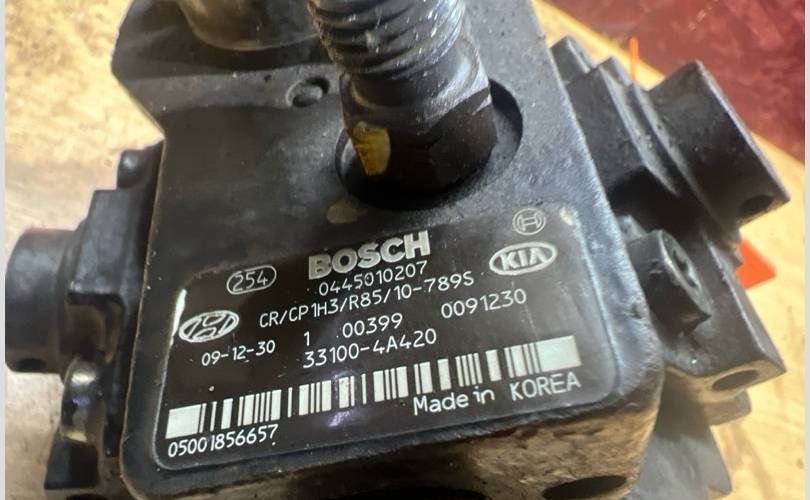 254 BOSCH
0445010207 KIA
CR/CP1H3/R85/10-789S
09-12-30 1 00399 0091230
33100-4A420
Made in KOREA
05001856657